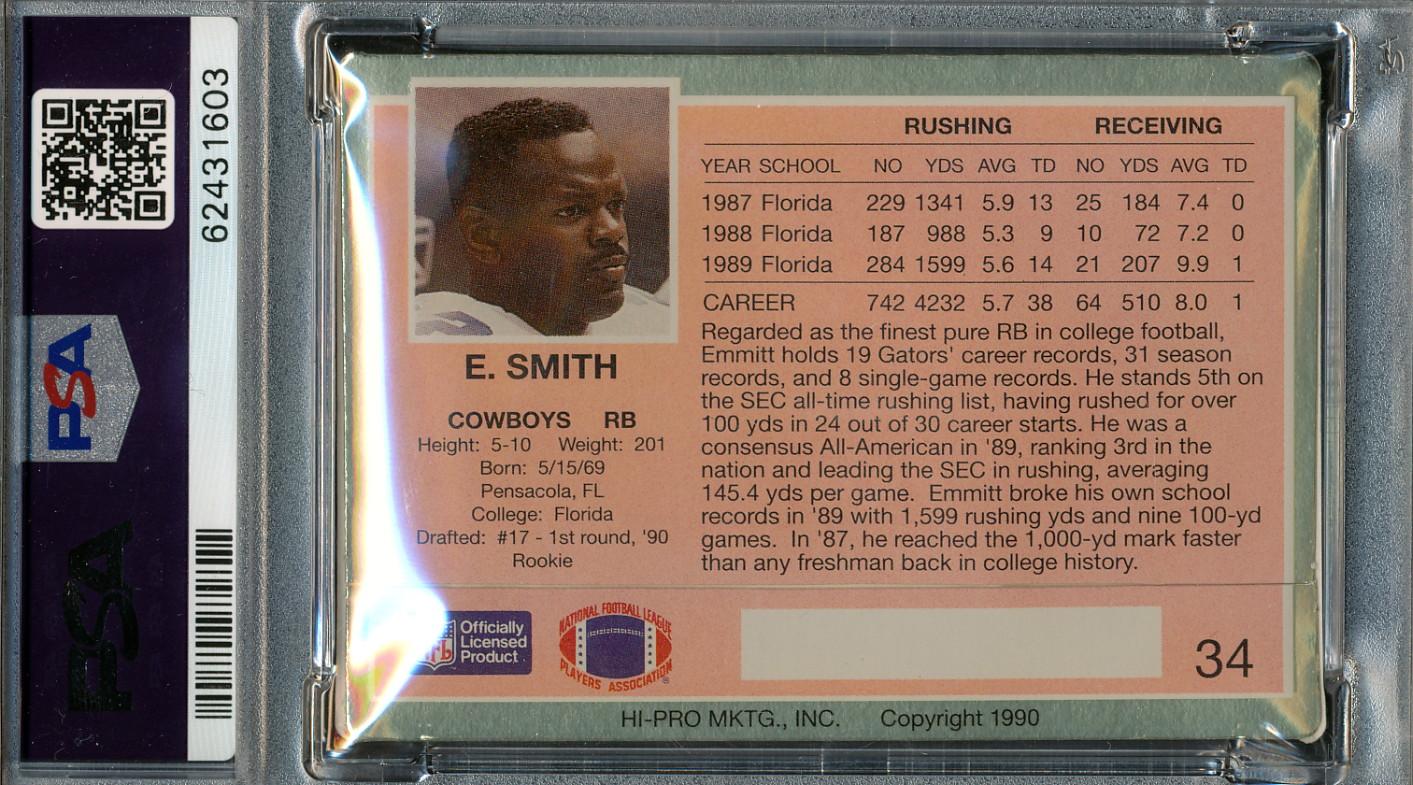 62431603
PSA
PSA
RUSHING RECEIVING
YEAR SCHOOL NO YDS AVG TD NO YDS AVG TD
1987 Florida 229 1341 5.9 13 25 184 7.4 0
1988 Florida 187 988 5.3 9 10 72 7.2 0
1989 Florida 284 1599 5.6 14 21 207 9.9 1
CAREER 742 4232 5.7 38 64 510 8.0 1
Regarded as the finest pure RB in college football,
Emmitt holds 19 Gators' career records, 31 season
records, and 8 single-game records. He stands 5th on
the SEC all-time rushing list, having rushed for over
100 yds in 24 out of 30 career starts. He was a
consensus All-American in '89, ranking 3rd in the
nation and leading the SEC in rushing, averaging
145.4 yds per game. Emmitt broke his own school
records in '89 with 1,599 rushing yds and nine 100-yd
games. In '87, he reached the 1,000-yd mark faster
than any freshman back in college history.
E. SMITH
COWBOYS RB
Height: 5-10 Weight: 201
Born: 5/15/69
Pensacola, FL
College: Florida
Drafted: #17 - 1st round, '90
Rookie
Officially
Licensed
Product
NATIONAL FOOTBALL LEAGUE
PLAYERS ASSOCIATION
®
34
HI-PRO MKTG., INC. Copyright 1990